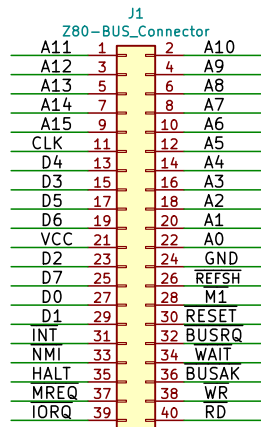 J1
Z80-BUS_Connector
A11 1 2 A10
A12 3 4 A9
A13 5 6 A8
A14 7 8 A7
A15 9 10 A6
CLK 11 12 A5
D4 13 14 A4
D3 15 16 A3
D5 17 18 A2
D6 19 20 A1
VCC 21 22 A0
D2 23 24 GND
D7 25 26 REFSH
D0 27 28 M1
D1 29 30 RESET
INT 31 32 BUSRQ
NMI 33 34 WAIT
HALT 35 36 BUSAK
MREQ 37 38 WR
IORQ 39 40 RD